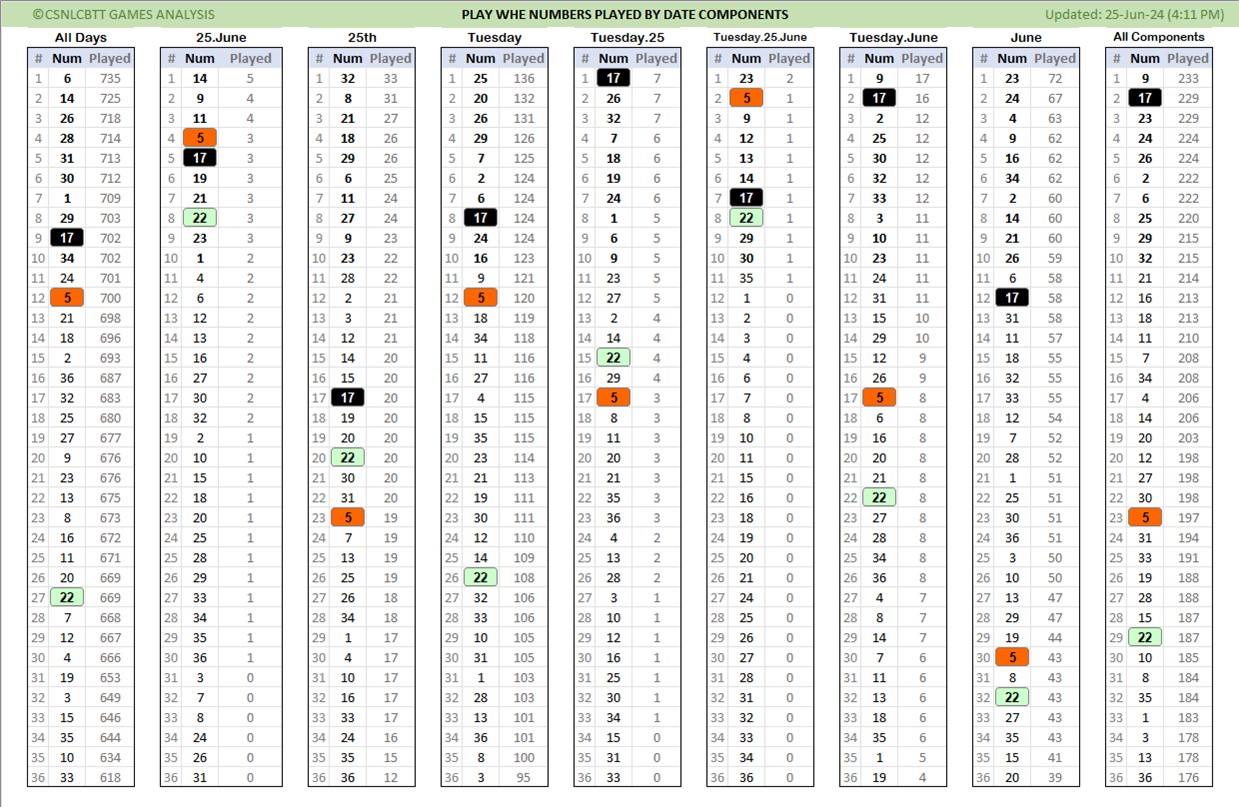 ©CSNLCBTT GAMES ANALYSIS PLAY WHE NUMBERS PLAYED BY DATE COMPONENTS Updated: 25-Jun-24 (4:11 PM)
All Days 25.June 25th Tuesday Tuesday.25 Tuesday.25.June Tuesday.June June All Components
# Num Played # Num Played # Num Played # Num Played # Num Played # Num Played # Num Played # Num Played # Num Played
1 6 735 1 14 5 1 32 33 1 25 136 1 17 7 1 23 2 1 9 17 1 23 72 1 9 233
2 14 725 2 9 4 2 8 31 2 20 132 2 26 7 2 5 1 2 17 16 2 24 67 2 17 229
3 26 718 3 11 4 3 21 27 3 26 131 3 32 7 3 9 1 3 2 12 3 4 63 3 23 229
4 28 714 4 5 3 4 18 26 4 29 126 4 7 6 4 12 1 4 25 12 4 9 62 4 24 224
5 31 713 5 17 3 5 29 26 5 7 125 5 18 6 5 13 1 5 30 12 5 16 62 5 26 224
6 30 712 6 19 3 6 6 25 6 2 124 6 19 6 6 14 1 6 32 12 6 34 62 6 2 222
7 1 709 7 21 3 7 11 24 7 6 124 7 24 6 7 17 1 7 33 12 7 2 60 7 6 222
8 29 703 8 22 3 8 27 24 8 17 124 8 1 5 8 22 1 8 3 11 8 14 60 8 25 220
9 17 702 9 23 3 9 9 23 9 24 124 9 6 5 9 29 1 9 10 11 9 21 60 9 29 215
10 34 702 10 1 2 10 23 22 10 16 123 10 9 5 10 30 1 10 23 11 10 26 59 10 32 215
11 24 701 11 4 2 11 28 22 11 9 121 11 23 5 11 35 1 11 24 11 11 6 58 11 21 214
12 5 700 12 6 2 12 2 21 12 5 120 12 27 5 12 1 0 12 31 11 12 17 58 12 16 213
13 21 698 13 12 2 13 3 21 13 18 119 13 2 4 13 2 0 13 15 10 13 31 58 13 18 213
14 18 696 14 13 2 14 12 21 14 34 118 14 14 4 14 3 0 14 29 10 14 11 57 14 11 210
15 2 693 15 16 2 15 14 20 15 11 116 15 22 4 15 4 0 15 12 9 15 18 55 15 7 208
16 36 687 16 27 2 16 15 20 16 27 116 16 29 4 16 6 0 16 26 9 16 32 55 16 34 208
17 32 683 17 30 2 17 17 20 17 4 115 17 5 3 17 7 0 17 5 8 17 33 55 17 4 206
18 25 680 18 32 2 18 19 20 18 15 115 18 8 3 18 8 0 18 6 8 18 12 54 18 14 206
19 27 677 19 2 1 19 20 20 19 35 115 19 11 3 19 10 0 19 16 8 19 7 52 19 20 203
20 9 676 20 10 1 20 22 20 20 23 114 20 20 3 20 11 0 20 20 8 20 28 52 20 12 198
21 23 676 21 15 1 21 30 20 21 21 113 21 21 3 21 15 0 21 21 8 21 1 51 21 27 198
22 13 675 22 18 1 22 31 20 22 19 111 22 35 3 22 16 0 22 22 8 22 25 51 22 30 198
23 8 673 23 20 1 23 5 19 23 30 111 23 36 3 23 18 0 23 27 8 23 30 51 23 5 197
24 16 672 24 25 1 24 7 19 24 12 110 24 4 2 24 19 0 24 28 8 24 36 51 24 31 194
25 11 671 25 28 1 25 13 19 25 14 109 25 13 2 25 20 0 25 34 8 25 3 50 25 33 191
26 20 669 26 29 1 26 25 19 26 22 108 26 28 2 26 21 0 26 36 8 26 10 50 26 19 188
27 22 669 27 33 1 27 26 18 27 32 106 27 3 1 27 24 0 27 4 7 27 13 47 27 28 188
28 7 668 28 34 1 28 34 18 28 33 106 28 10 1 28 25 0 28 8 7 28 29 47 28 15 187
29 12 667 29 35 1 29 1 17 29 10 105 29 12 1 29 26 0 29 14 7 29 19 44 29 22 187
30 4 666 30 36 1 30 4 17 30 31 105 30 16 1 30 27 0 30 7 6 30 5 43 30 10 185
31 19 653 31 3 0 31 10 17 31 1 103 31 25 1 31 28 0 31 11 6 31 8 43 31 8 184
32 3 649 32 7 0 32 16 17 32 28 103 32 30 1 32 31 0 32 13 6 32 22 43 32 35 184
33 15 646 33 8 0 33 33 17 33 13 101 33 34 1 33 32 0 33 18 6 33 27 43 33 1 183
34 35 644 34 24 0 34 24 16 34 36 101 34 15 0 34 33 0 34 35 6 34 35 43 34 3 178
35 10 634 35 26 0 35 35 15 35 8 100 35 31 0 35 34 0 35 1 5 35 15 41 35 13 178
36 33 618 36 31 0 36 36 12 36 3 95 36 33 0 36 36 0 36 19 4 36 20 39 36 36 176